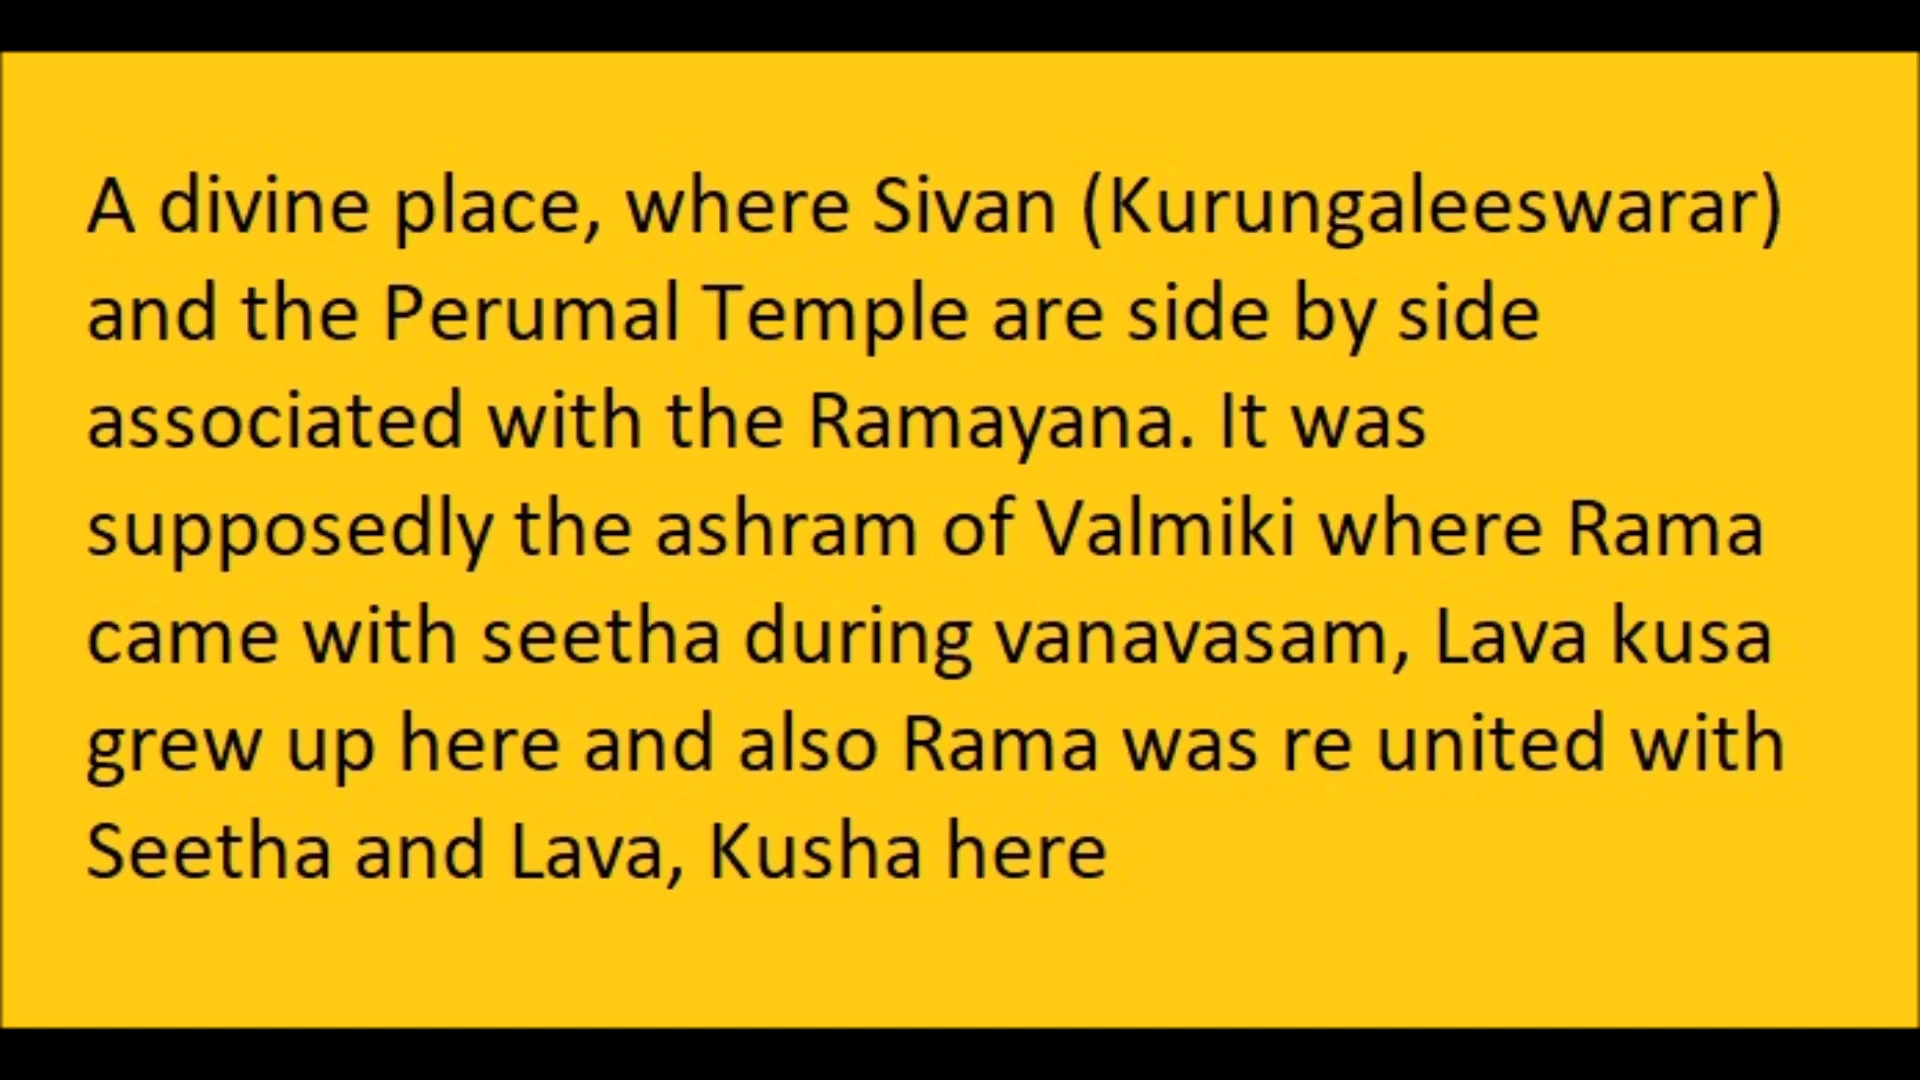 A divine place, where Sivan (Kurungaleeswarar)
and the Perumal Temple are side by side
associated with the Ramayana. It was
supposedly the ashram of Valmiki where Rama
came with seetha during vanavasam, Lava kusa
grew up here and also Rama was re united with
Seetha and Lava, Kusha here